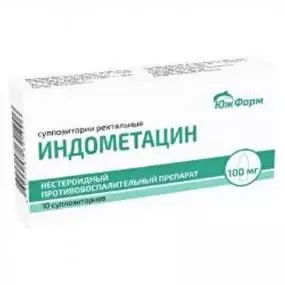 ЮжФарм
суппозитории ректальные
ИНДОМЕТАЦИН
НЕСТЕРОИДНЫЙ
ПРОТИВОВОСПАЛИТЕЛЬНЫЙ ПРЕПАРАТ
100 мг
10 суппозиториев